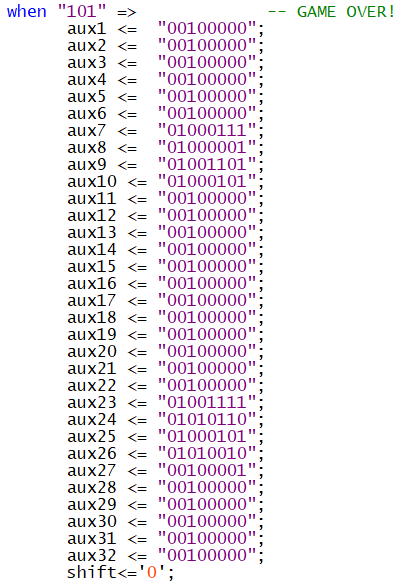 when "101" =>             -- GAME OVER!
      aux1 <=  "00100000";
      aux2 <=  "00100000";
      aux3 <=  "00100000";
      aux4 <=  "00100000";
      aux5 <=  "00100000";
      aux6 <=  "00100000";
      aux7 <=  "01000111";
      aux8 <=  "01000001";
      aux9 <=  "01001101";
      aux10 <= "01000101";
      aux11 <= "00100000";
      aux12 <= "00100000";
      aux13 <= "00100000";
      aux14 <= "00100000";
      aux15 <= "00100000";
      aux16 <= "00100000";
      aux17 <= "00100000";
      aux18 <= "00100000";
      aux19 <= "00100000";
      aux20 <= "00100000";
      aux21 <= "00100000";
      aux22 <= "00100000";
      aux23 <= "01001111";
      aux24 <= "01010110";
      aux25 <= "01000101";
      aux26 <= "01010010";
      aux27 <= "00100001";
      aux28 <= "00100000";
      aux29 <= "00100000";
      aux30 <= "00100000";
      aux31 <= "00100000";
      aux32 <= "00100000";
      shift<='0';